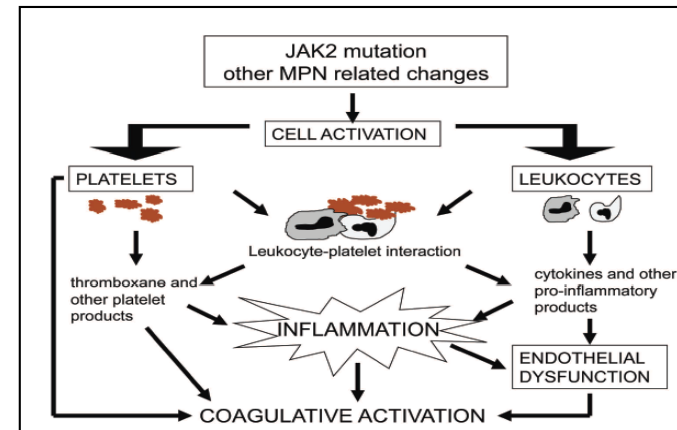 JAK2 mutation
other MPN related changes
CELL ACTIVATION
PLATELETS
LEUKOCYTES
Leukocyte-platelet interaction
thromboxane and
other platelet
products
cytokines and other
pro-inflammatory
products
INFLAMMATION
ENDOTHELIAL
DYSFUNCTION
COAGULATIVE ACTIVATION